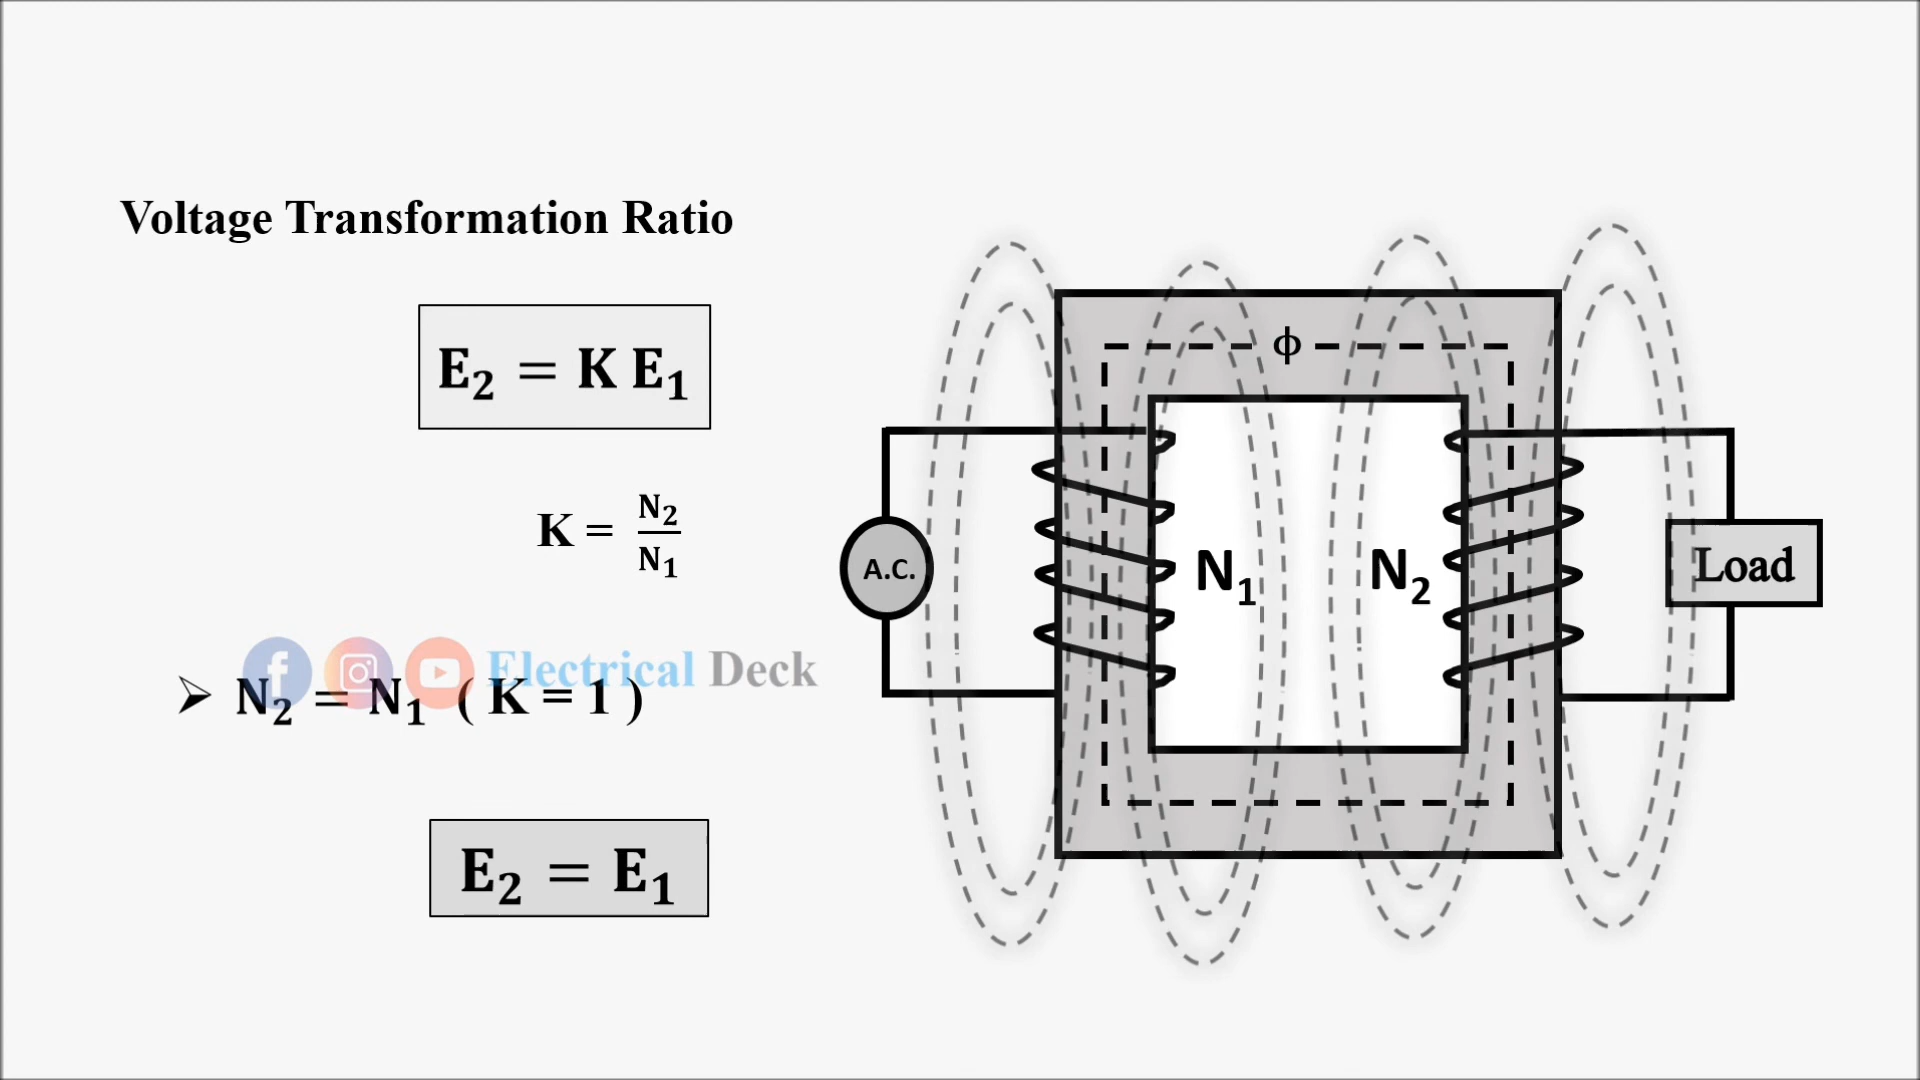 Voltage Transformation Ratio
E₂ = K E₁
K = N₂/N₁
Electrical Deck
➢ N₂ = N₁ ( K = 1 )
E₂ = E₁
ϕ
A.C.
N₁
N₂
Load